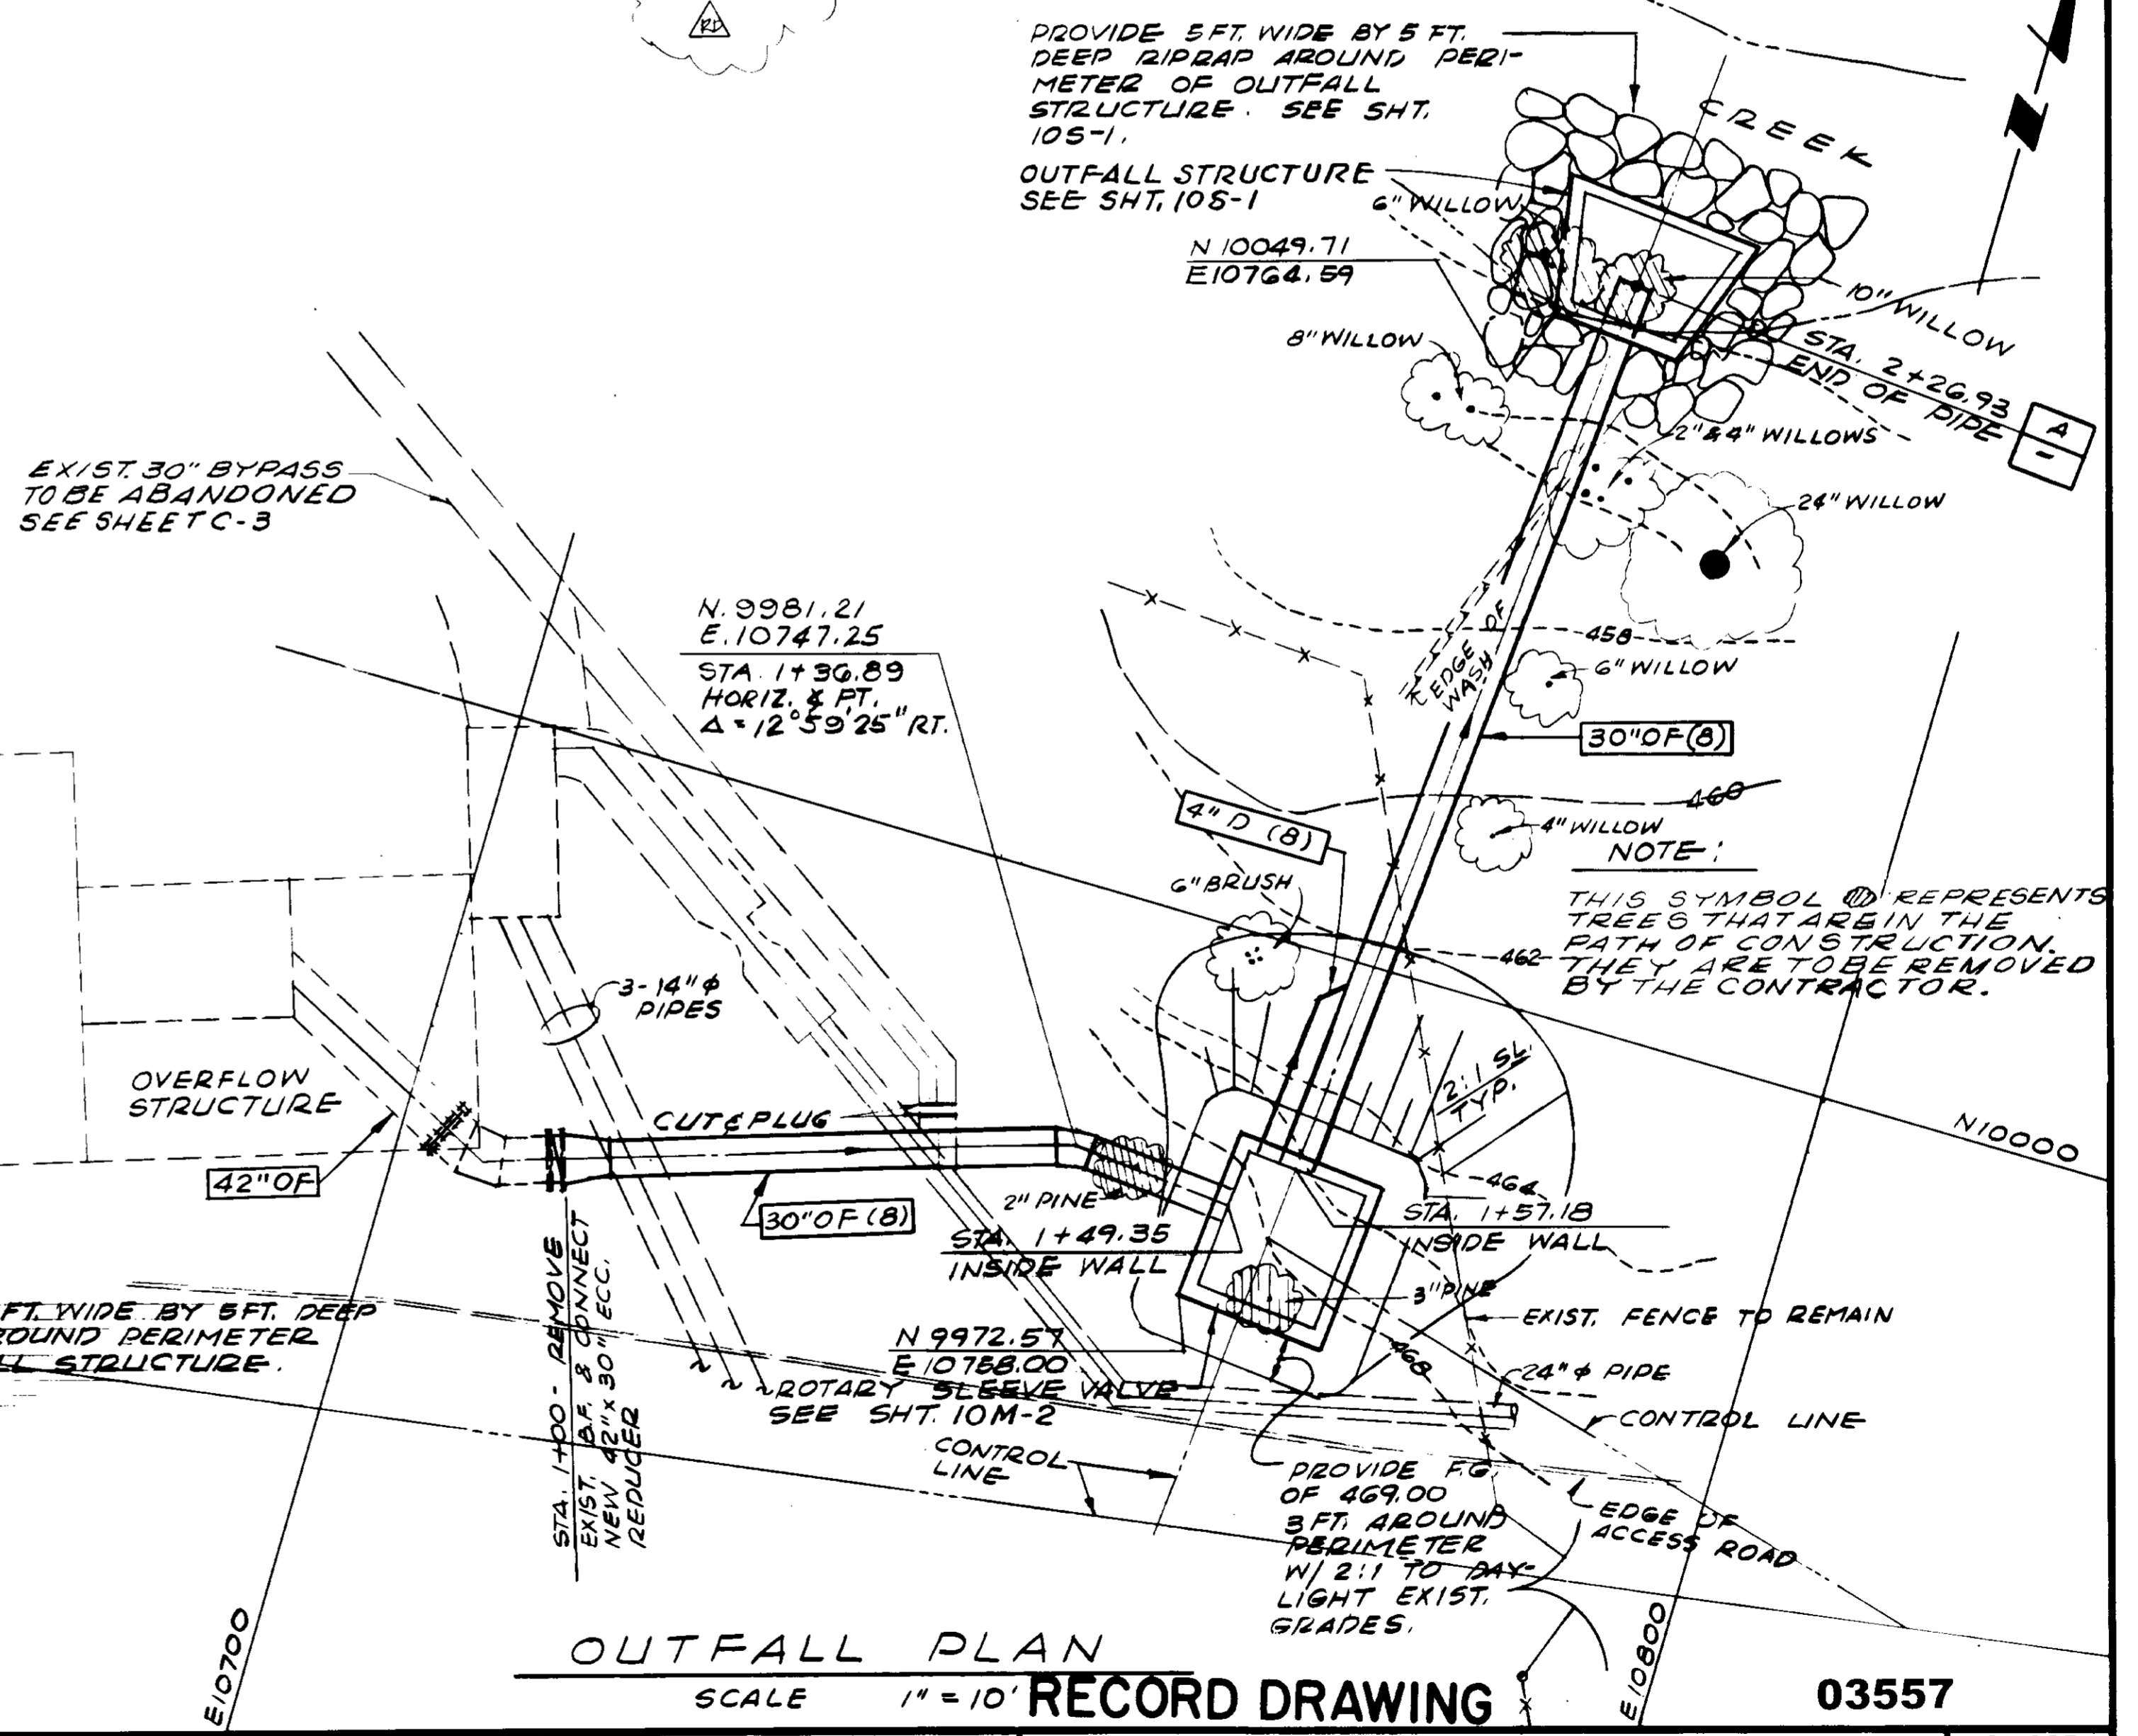 RD
PROVIDE 5 FT. WIDE BY 5 FT.
DEEP RIPRAP AROUND PERI-
METER OF OUTFALL
STRUCTURE. SEE SHT.
10S-1.
CREEK
OUTFALL STRUCTURE
SEE SHT. 10S-1
6" WILLOW
N 10049.71
E 10764.59
10" WILLOW
8" WILLOW
STA. 2+26.93
END OF PIPE
A
-
2" & 4" WILLOWS
24" WILLOW
EXIST. 30" BYPASS
TO BE ABANDONED
SEE SHEET C-3
N. 9981.21
E. 10747.25
STA. 1+36.89
HORIZ. ∡ PT.
Δ = 12°59'25" RT.
458
EDGE OF
WASH
6" WILLOW
30" OF (8)
460
4" D (8)
4" WILLOW
NOTE:
THIS SYMBOL REPRESENTS
TREES THAT ARE IN THE
PATH OF CONSTRUCTION.
THEY ARE TO BE REMOVED
BY THE CONTRACTOR.
6" BRUSH
462
3-14" φ
PIPES
2:1 SL.
TYP.
OVERFLOW
STRUCTURE
CUT & PLUG
N10000
42" OF
30" OF (8)
2" PINE
464
STA. 1+49.35
INSIDE WALL
STA. 1+57.18
INSIDE WALL
3" PINE
EXIST. FENCE TO REMAIN
FT. WIDE BY 5 FT. DEEP
OUND PERIMETER
LL STRUCTURE.
STA. 1+00 - REMOVE
EXIST. B.F. & CONNECT
NEW 42" x 30" ECC.
REDUCER
N 9972.57
E 10758.00
468
24" φ PIPE
ROTARY SLEEVE VALVE
SEE SHT. 10M-2
CONTROL LINE
CONTROL
LINE
PROVIDE F.G.
OF 469.00
3 FT. AROUND
PERIMETER
W/ 2:1 TO DAY-
LIGHT EXIST.
GRADES.
EDGE OF
ACCESS ROAD
E10700
E10800
OUTFALL PLAN
SCALE 1" = 10'
RECORD DRAWING
03557